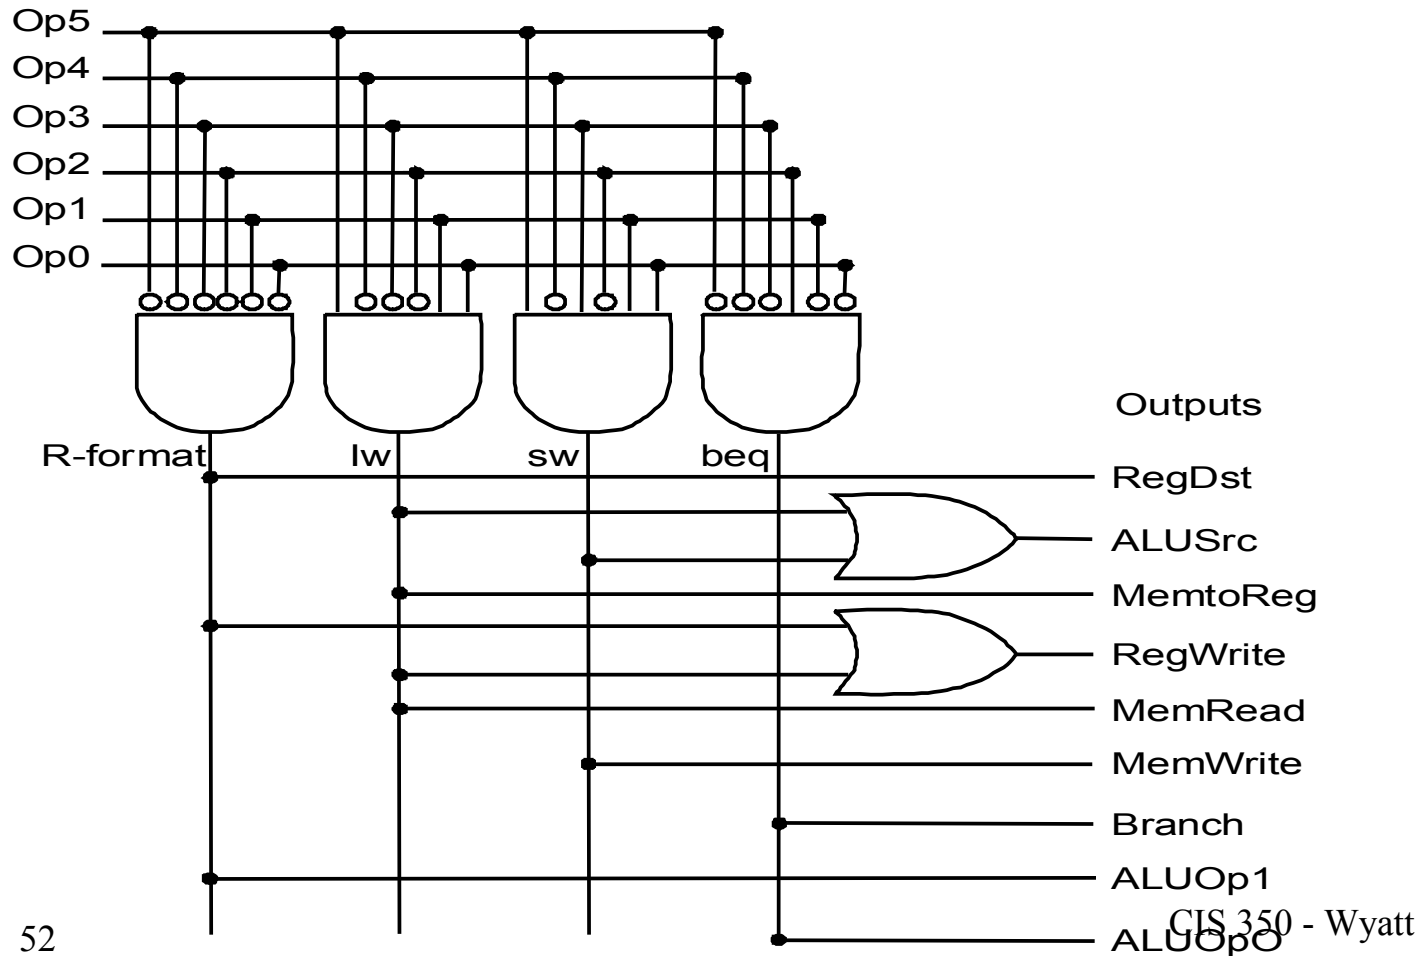 Op5
Op4
Op3
Op2
Op1
Op0
Outputs
R-format lw sw beq
RegDst
ALUSrc
MemtoReg
RegWrite
MemRead
MemWrite
Branch
ALUOp1
CIS 350 - Wyatt
52
ALUOpO